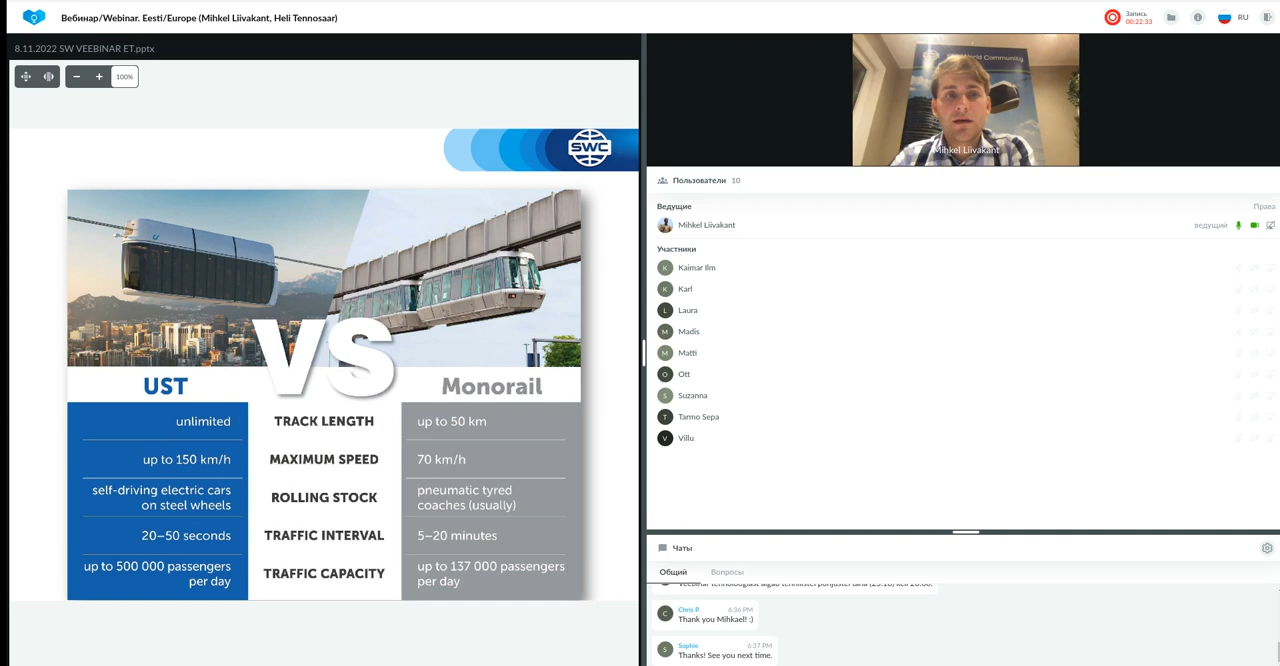 Вебинар/Webinar. Eesti/Europe (Mihkel Liivakant, Heli Tennosaar)
Запись
00:22:33
RU
8.11.2022 SW VEEBINAR ET.pptx
100%
SWC
VS
UST
Monorail
unlimited
TRACK LENGTH
up to 50 km
up to 150 km/h
MAXIMUM SPEED
70 km/h
self-driving electric cars
on steel wheels
ROLLING STOCK
pneumatic tyred
coaches (usually)
20–50 seconds
TRAFFIC INTERVAL
5–20 minutes
up to 500 000 passengers
per day
TRAFFIC CAPACITY
up to 137 000 passengers
per day
World Community
Mihkel Liivakant
Пользователи 10
Ведущие
Права
Mihkel Liivakant
ведущий
Участники
K Kaimar Ilm
K Karl
L Laura
M Madis
M Matti
O Ott
S Suzanna
T Tarmo Sepa
V Villu
Чаты
Общий
Вопросы
C
Chris P. 6:36 PM
Thank you Mihkael! :)
S
Sophie 6:37 PM
Thanks! See you next time.